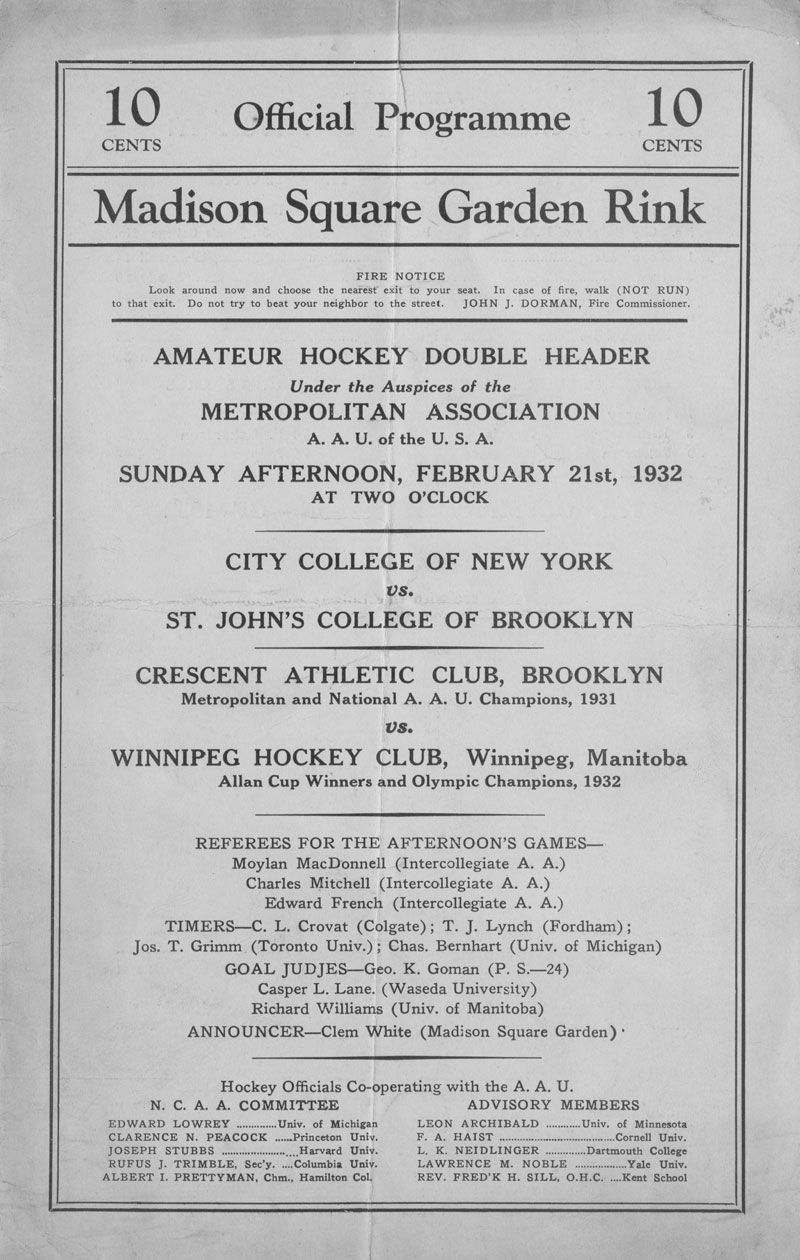 10 Official Programme 10
CENTS CENTS
Madison Square Garden Rink
FIRE NOTICE
Look around now and choose the nearest exit to your seat. In case of fire, walk (NOT RUN)
to that exit. Do not try to beat your neighbor to the street. JOHN J. DORMAN, Fire Commissioner.
AMATEUR HOCKEY DOUBLE HEADER
Under the Auspices of the
METROPOLITAN ASSOCIATION
A. A. U. of the U. S. A.
SUNDAY AFTERNOON, FEBRUARY 21st, 1932
AT TWO O'CLOCK
CITY COLLEGE OF NEW YORK
vs.
ST. JOHN'S COLLEGE OF BROOKLYN
CRESCENT ATHLETIC CLUB, BROOKLYN
Metropolitan and National A. A. U. Champions, 1931
vs.
WINNIPEG HOCKEY CLUB, Winnipeg, Manitoba
Allan Cup Winners and Olympic Champions, 1932
REFEREES FOR THE AFTERNOON'S GAMES—
Moylan MacDonnell (Intercollegiate A. A.)
Charles Mitchell (Intercollegiate A. A.)
Edward French (Intercollegiate A. A.)
TIMERS—C. L. Crovat (Colgate); T. J. Lynch (Fordham);
Jos. T. Grimm (Toronto Univ.); Chas. Bernhart (Univ. of Michigan)
GOAL JUDJES—Geo. K. Goman (P. S.—24)
Casper L. Lane. (Waseda University)
Richard Williams (Univ. of Manitoba)
ANNOUNCER—Clem White (Madison Square Garden)
Hockey Officials Co-operating with the A. A. U.
N. C. A. A. COMMITTEE
EDWARD LOWREY ..............Univ. of Michigan
CLARENCE N. PEACOCK ......Princeton Univ.
JOSEPH STUBBS ..........................Harvard Univ.
RUFUS J. TRIMBLE, Sec'y. ....Columbia Univ.
ALBERT I. PRETTYMAN, Chm., Hamilton Col.
ADVISORY MEMBERS
LEON ARCHIBALD ............Univ. of Minnesota
F. A. HAIST ........................................Cornell Univ.
L. K. NEIDLINGER ..............Dartmouth College
LAWRENCE M. NOBLE ..................Yale Univ.
REV. FRED'K H. SILL, O.H.C. ....Kent School